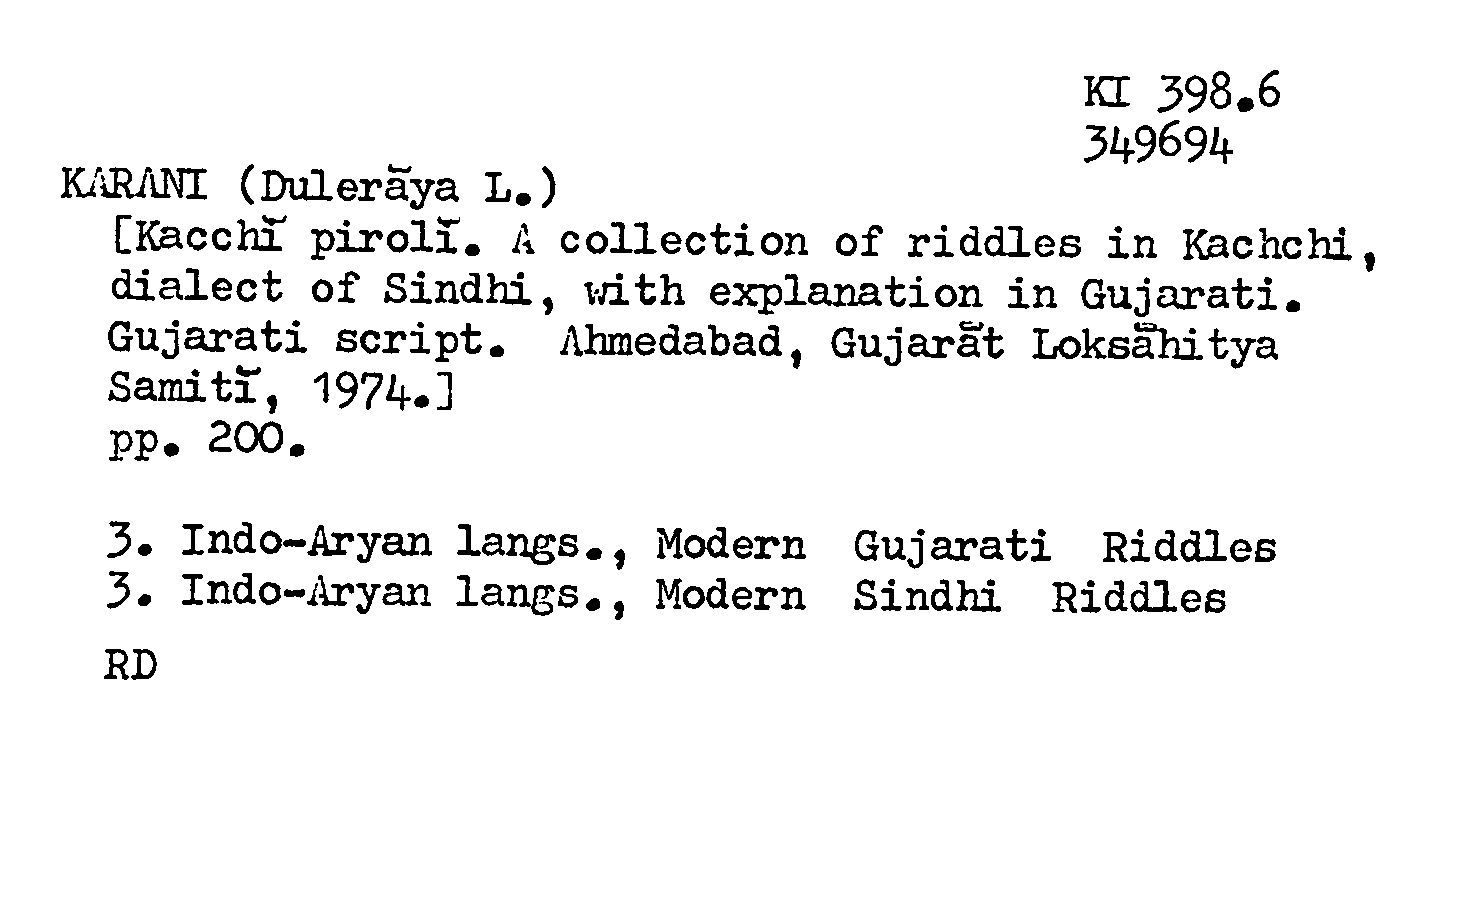 KI 398.6
349694
KARANI (Dulerāya L.)
[Kacchī pirolī. A collection of riddles in Kachchi,
dialect of Sindhi, with explanation in Gujarati.
Gujarati script. Ahmedabad, Gujarāt Loksāhitya
Samitī, 1974.]
pp. 200.
3. Indo-Aryan langs., Modern Gujarati Riddles
3. Indo-Aryan langs., Modern Sindhi Riddles
RD